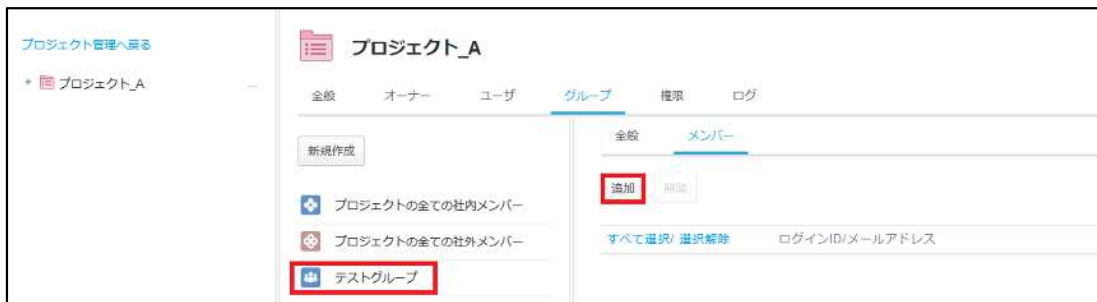 プロジェクト管理へ戻る
プロジェクト_A
...
プロジェクト_A
全般 オーナー ユーザ グループ 権限 ログ
新規作成
プロジェクトの全ての社内メンバー
プロジェクトの全ての社外メンバー
テストグループ
全般 メンバー
追加 削除
すべて選択/ 選択解除 ログインID/メールアドレス